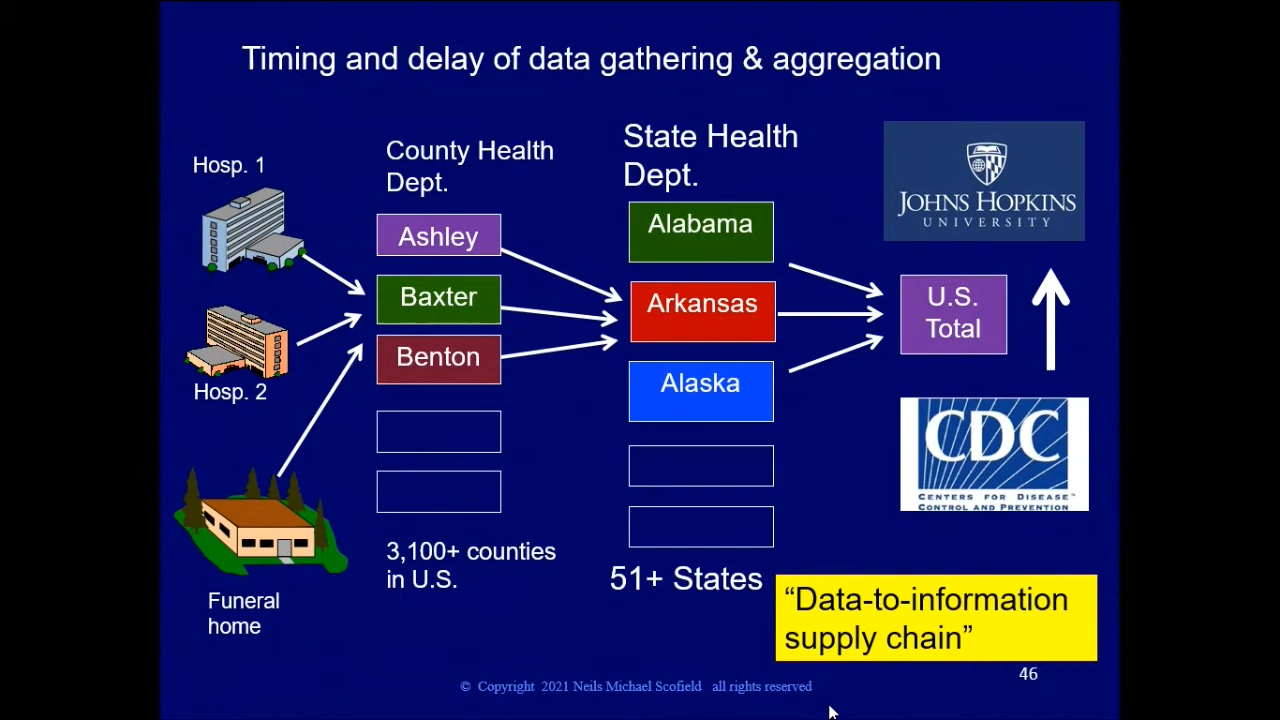 Timing and delay of data gathering & aggregation
Hosp. 1
Hosp. 2
Funeral
home
County Health
Dept.
Ashley
Baxter
Benton
3,100+ counties
in U.S.
State Health
Dept.
Alabama
Arkansas
Alaska
51+ States
JOHNS HOPKINS
UNIVERSITY
U.S.
Total
CDC
CENTERS FOR DISEASE™
CONTROL AND PREVENTION
“Data-to-information
supply chain”
46
© Copyright 2021 Neils Michael Scofield all rights reserved